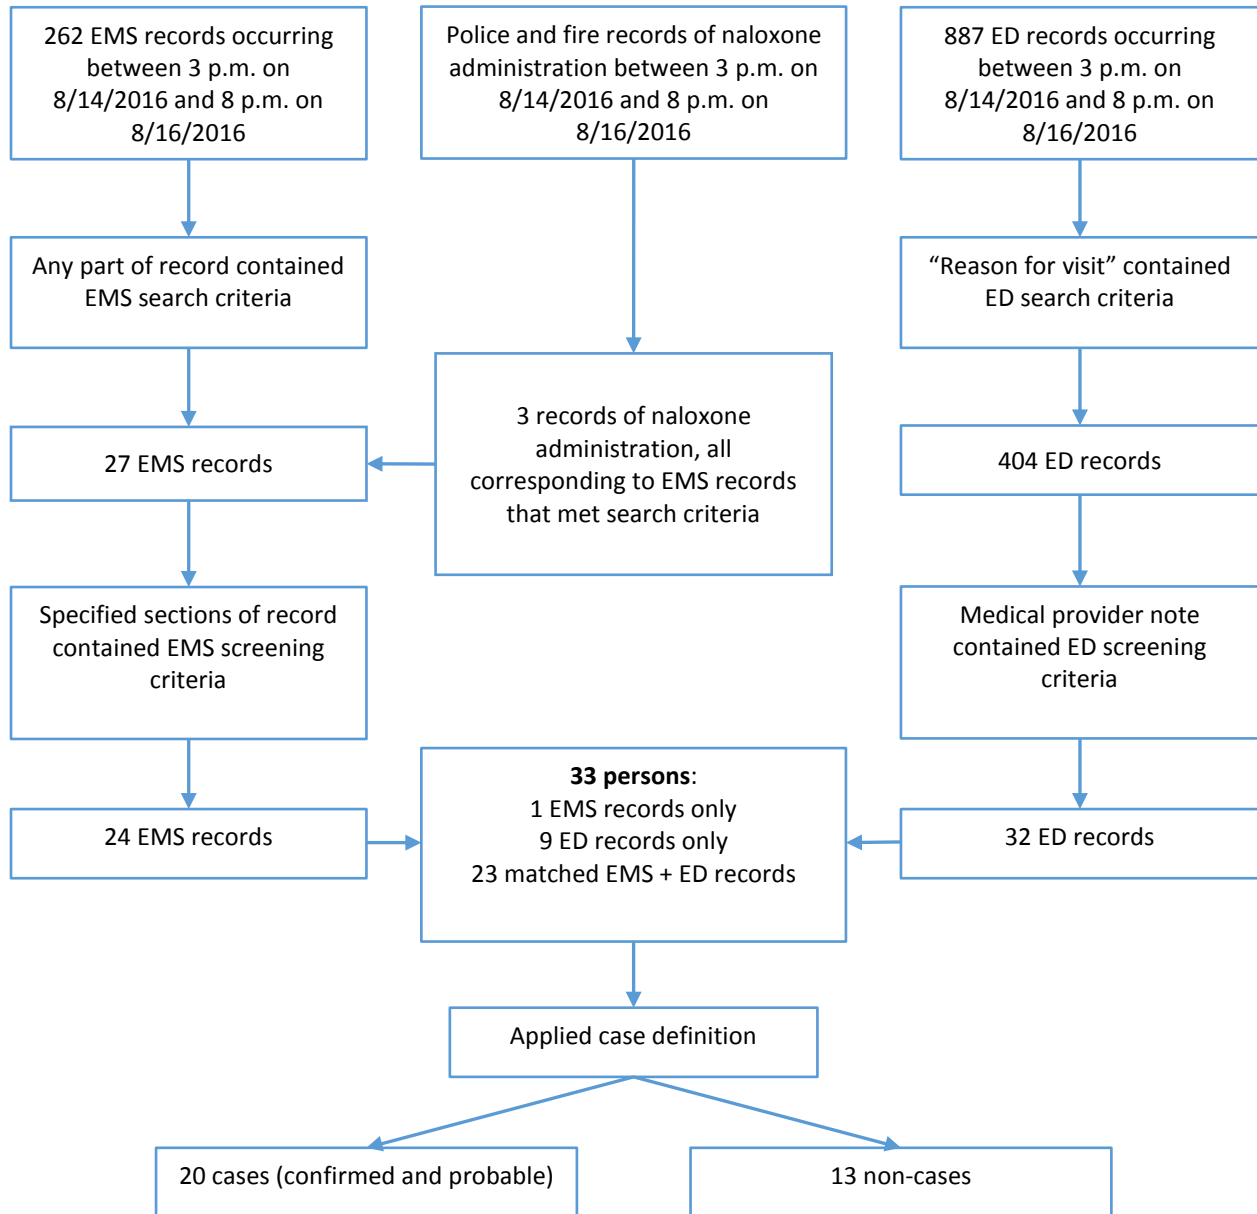 262 EMS records occurring
between 3 p.m. on
8/14/2016 and 8 p.m. on
8/16/2016
Police and fire records of naloxone
administration between 3 p.m. on
8/14/2016 and 8 p.m. on
8/16/2016
887 ED records occurring
between 3 p.m. on
8/14/2016 and 8 p.m. on
8/16/2016
Any part of record contained
EMS search criteria
“Reason for visit” contained
ED search criteria
3 records of naloxone
administration, all
corresponding to EMS records
that met search criteria
27 EMS records
404 ED records
Specified sections of record
contained EMS screening
criteria
Medical provider note
contained ED screening
criteria
33 persons:
1 EMS records only
9 ED records only
23 matched EMS + ED records
24 EMS records
32 ED records
Applied case definition
20 cases (confirmed and probable)
13 non-cases